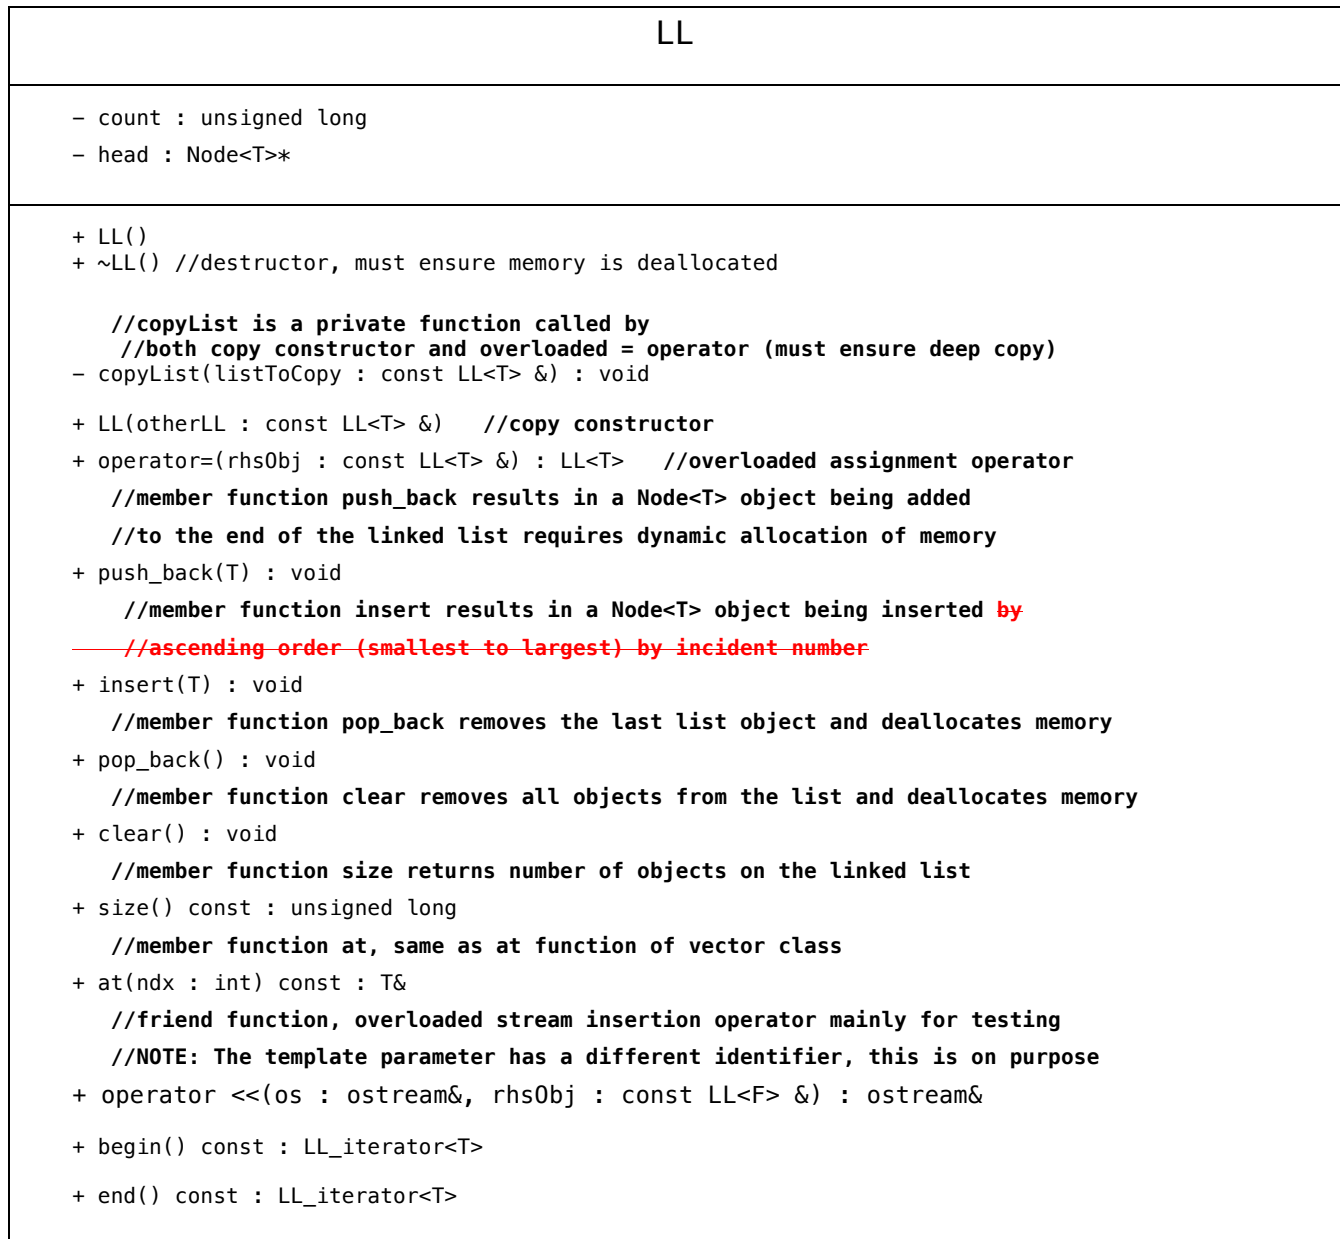 LL
– count : unsigned long
– head : Node<T>*
+ LL()
+ ~LL() //destructor, must ensure memory is deallocated
//copyList is a private function called by
//both copy constructor and overloaded = operator (must ensure deep copy)
– copyList(listToCopy : const LL<T> &) : void
+ LL(otherLL : const LL<T> &)   //copy constructor
+ operator=(rhsObj : const LL<T> &) : LL<T>   //overloaded assignment operator
//member function push_back results in a Node<T> object being added
//to the end of the linked list requires dynamic allocation of memory
+ push_back(T) : void
//member function insert results in a Node<T> object being inserted by
//ascending order (smallest to largest) by incident number
+ insert(T) : void
//member function pop_back removes the last list object and deallocates memory
+ pop_back() : void
//member function clear removes all objects from the list and deallocates memory
+ clear() : void
//member function size returns number of objects on the linked list
+ size() const : unsigned long
//member function at, same as at function of vector class
+ at(ndx : int) const : T&
//friend function, overloaded stream insertion operator mainly for testing
//NOTE: The template parameter has a different identifier, this is on purpose
+ operator <<(os : ostream&, rhsObj : const LL<F> &) : ostream&
+ begin() const : LL_iterator<T>
+ end() const : LL_iterator<T>